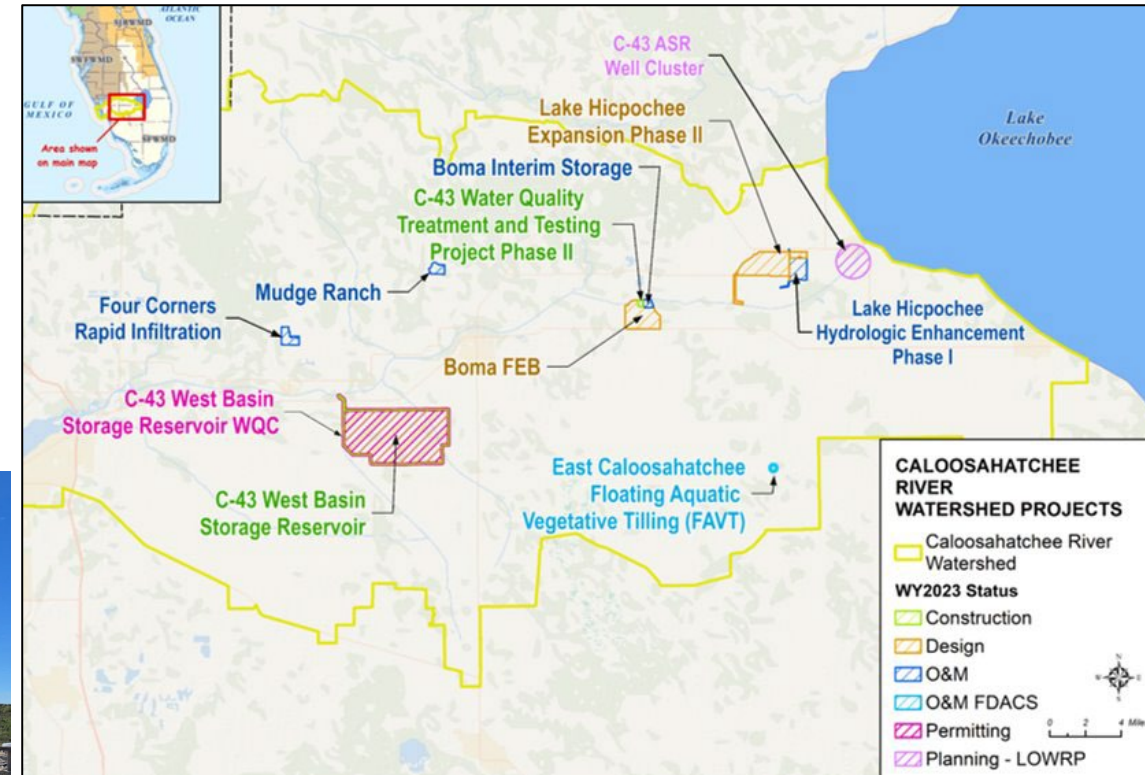 ATLANTIC
OCEAN
SJRWMD
SWFWMD
GULF OF
MEXICO
SFWMD
Area shown
on main map
C-43 ASR
Well Cluster
Lake Hicpochee
Expansion Phase II
Lake
Okeechobee
Boma Interim Storage
C-43 Water Quality
Treatment and Testing
Project Phase II
Mudge Ranch
Four Corners
Rapid Infiltration
Lake Hicpochee
Hydrologic Enhancement
Phase I
Boma FEB
C-43 West Basin
Storage Reservoir WQC
C-43 West Basin
Storage Reservoir
East Caloosahatchee
Floating Aquatic
Vegetative Tilling (FAVT)
CALOOSAHATCHEE
RIVER
WATERSHED PROJECTS
Caloosahatchee River
Watershed
WY2023 Status
Construction
Design
O&M
O&M FDACS
Permitting
Planning - LOWRP
N
W E
S
0 2 4 Mile